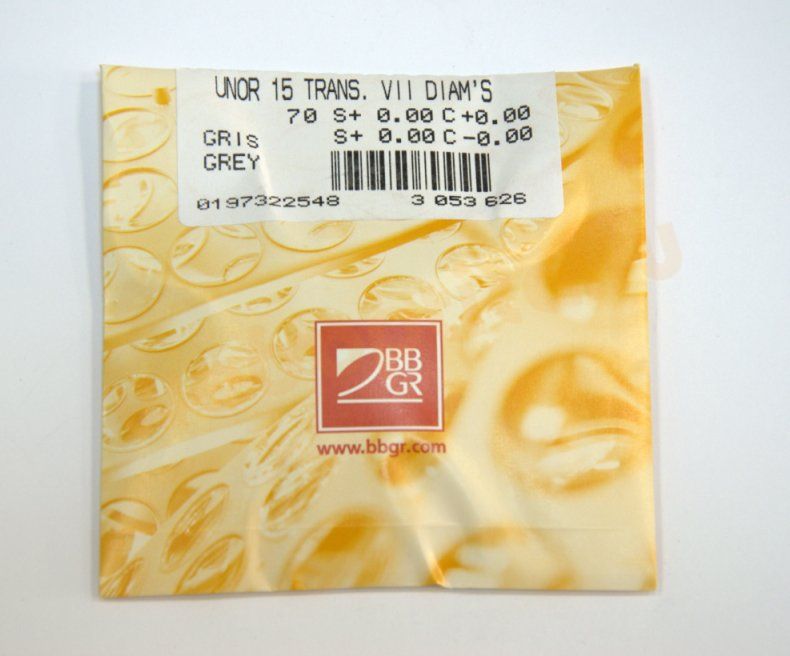 UNOR 15 TRANS. VII DIAM'S
70 S+ 0.00 C+0.00
GRIS S+ 0.00 C-0.00
GREY
0197322548 3 053 626
BB
GR
www.bbgr.com